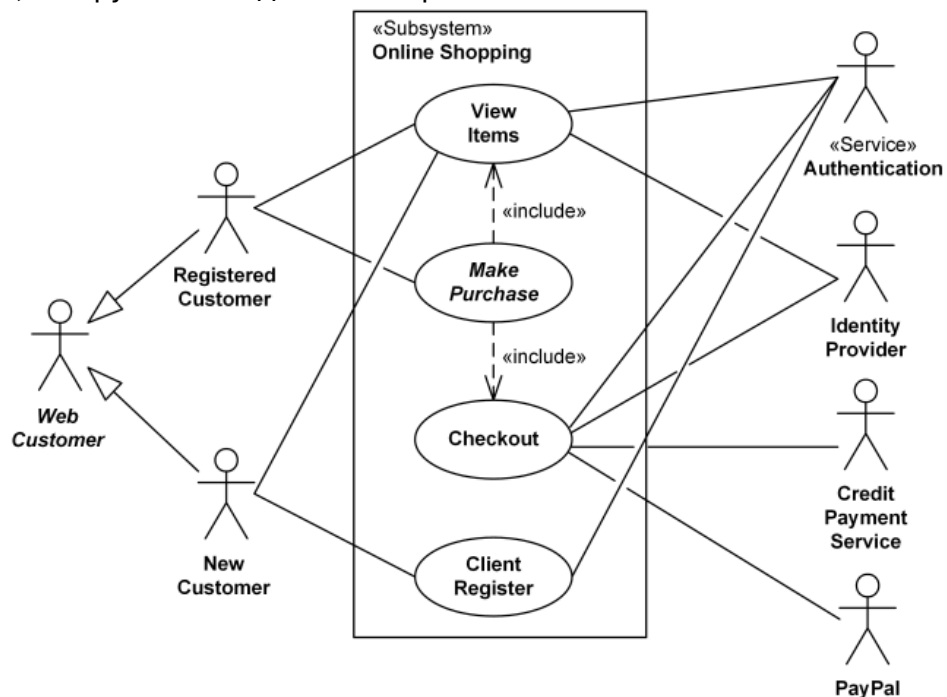 «Subsystem»
Online Shopping
View
Items
«Service»
Authentication
«include»
Registered
Customer
Make
Purchase
Identity
Provider
«include»
Web
Customer
Checkout
Credit
Payment
Service
New
Customer
Client
Register
PayPal